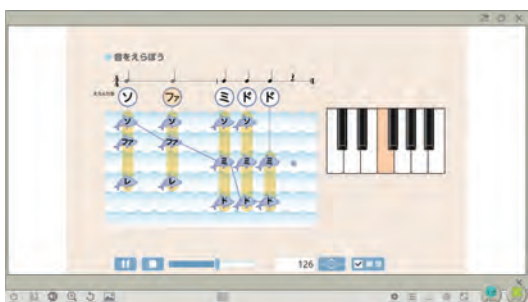 音をえらぼう
ソ ファ ミ ド ド
ソ ソ ソ ソ
ファ ファ
ミ ミ ミ
レ レ
ド ド ド
126